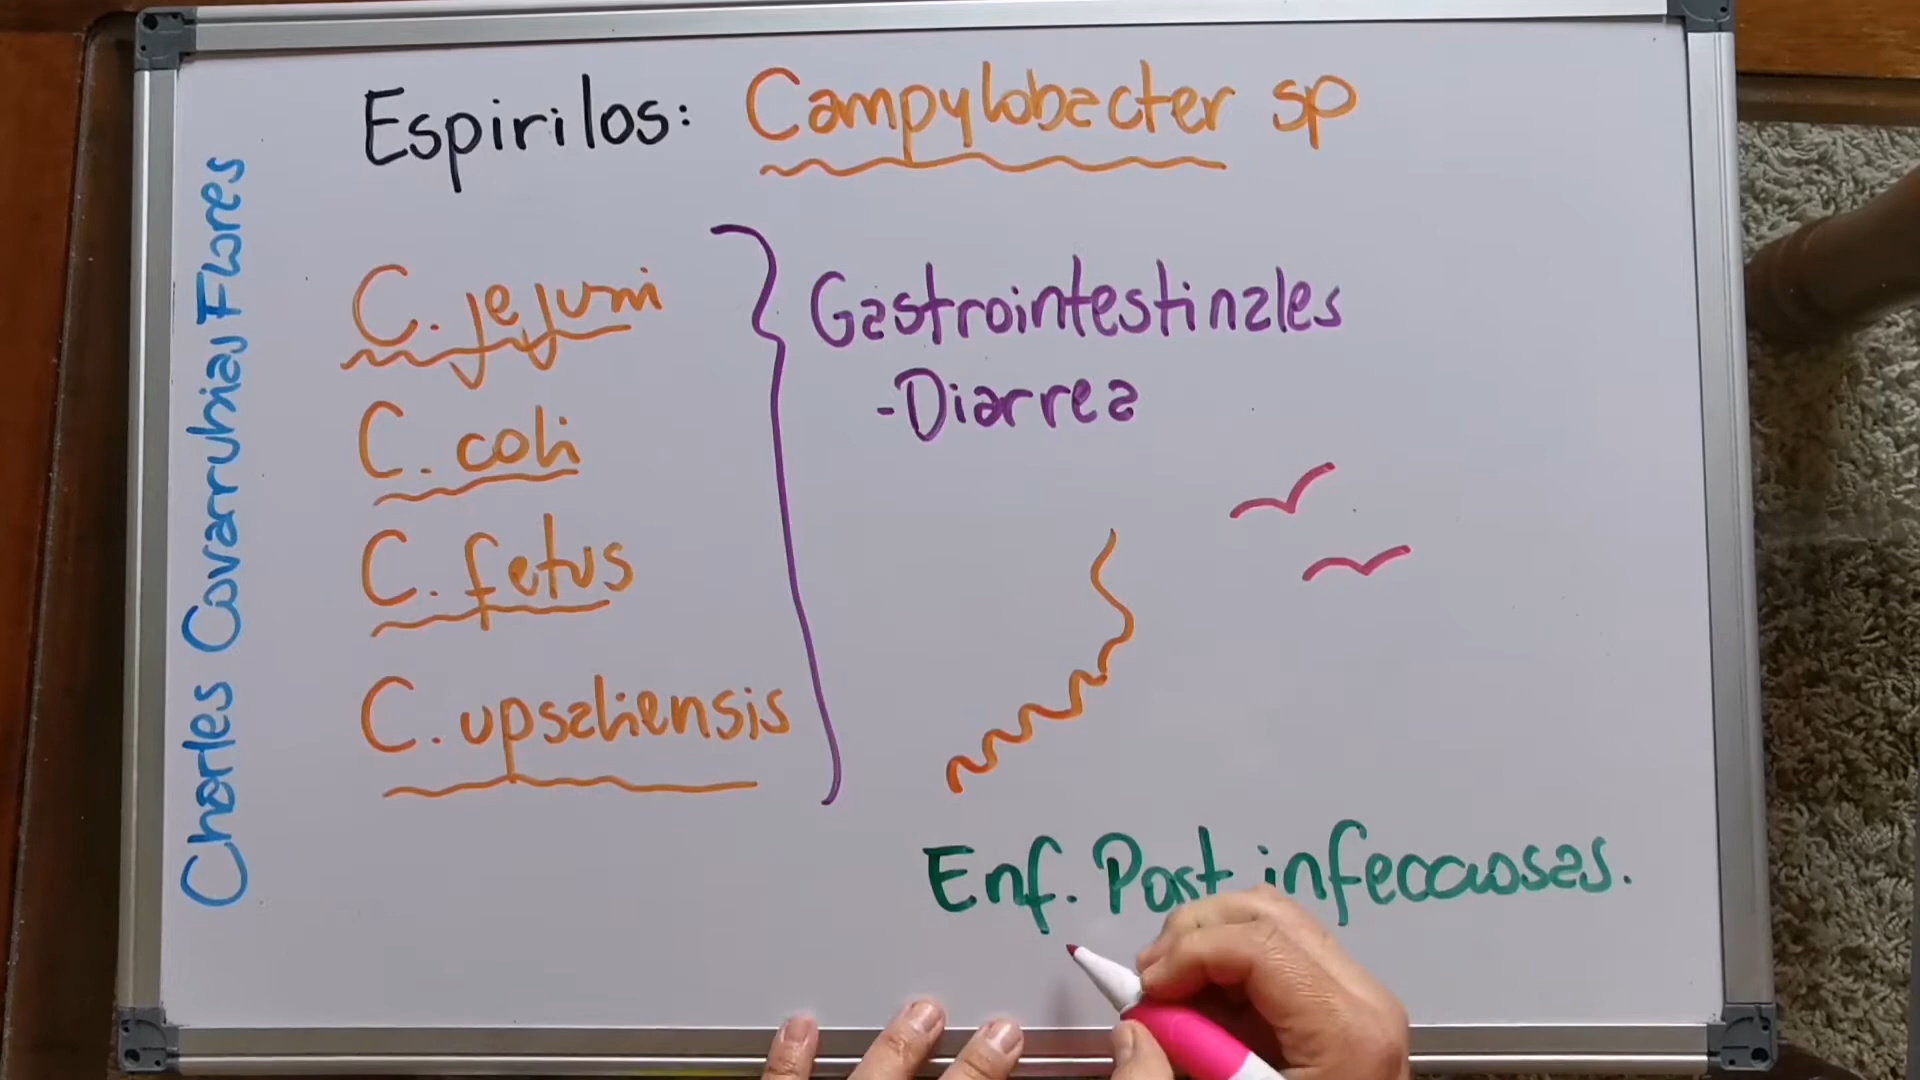 Espirilos: Campylobacter sp
C. jejuni
C. coli
C. fetus
C. upsaliensis
Gastrointestinales
-Diarrea
Enf. Post infecciosas.
Charles Covarrubias Flores